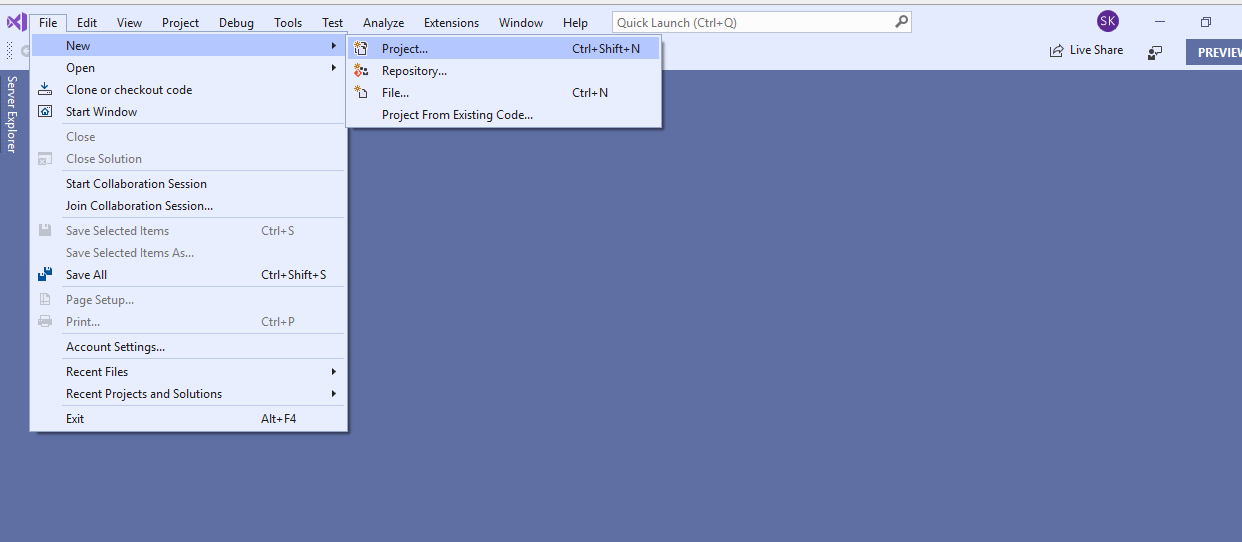 File Edit View Project Debug Tools Test Analyze Extensions Window Help Quick Launch (Ctrl+Q) SK
Live Share PREVIEW
Server Explorer
New
Open
Clone or checkout code
Start Window
Close
Close Solution
Start Collaboration Session
Join Collaboration Session...
Save Selected Items Ctrl+S
Save Selected Items As...
Save All Ctrl+Shift+S
Page Setup...
Print... Ctrl+P
Account Settings...
Recent Files
Recent Projects and Solutions
Exit Alt+F4
Project... Ctrl+Shift+N
Repository...
File... Ctrl+N
Project From Existing Code...